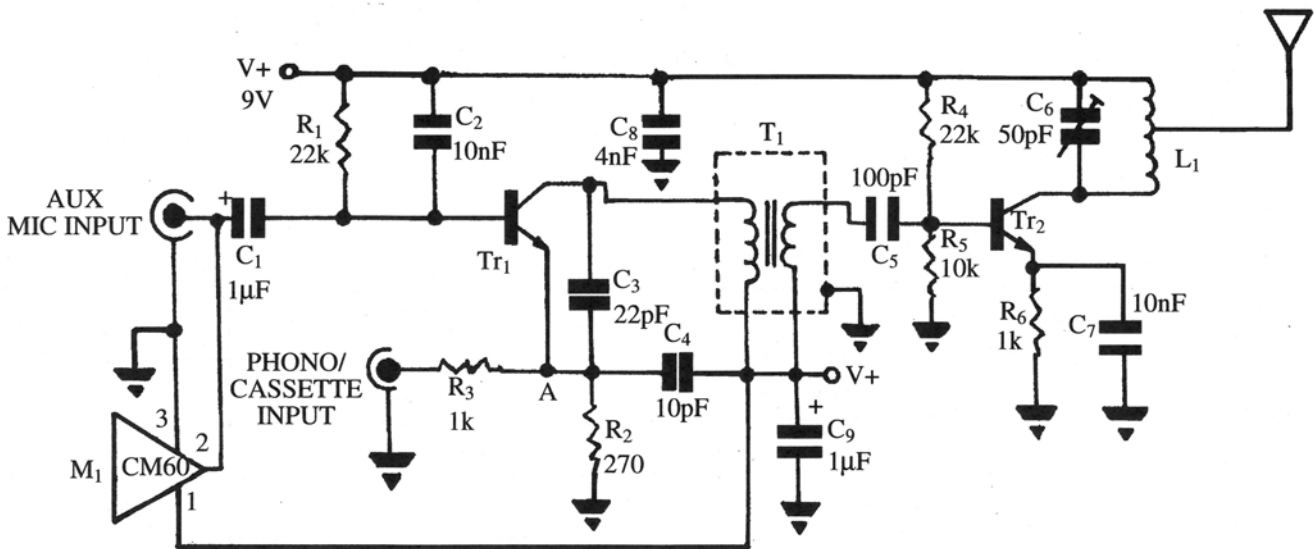 V+
9V
R1
22k
C2
10nF
C8
4nF
T1
R4
22k
C6
50pF
L1
AUX
MIC INPUT
+
C1
1µF
Tr1
C3
22pF
100pF
C5
R5
10k
Tr2
R6
1k
10nF
C7
PHONO/
CASSETTE
INPUT
R3
1k
A
C4
10pF
V+
R2
270
+
C9
1µF
M1
CM60
3
2
1